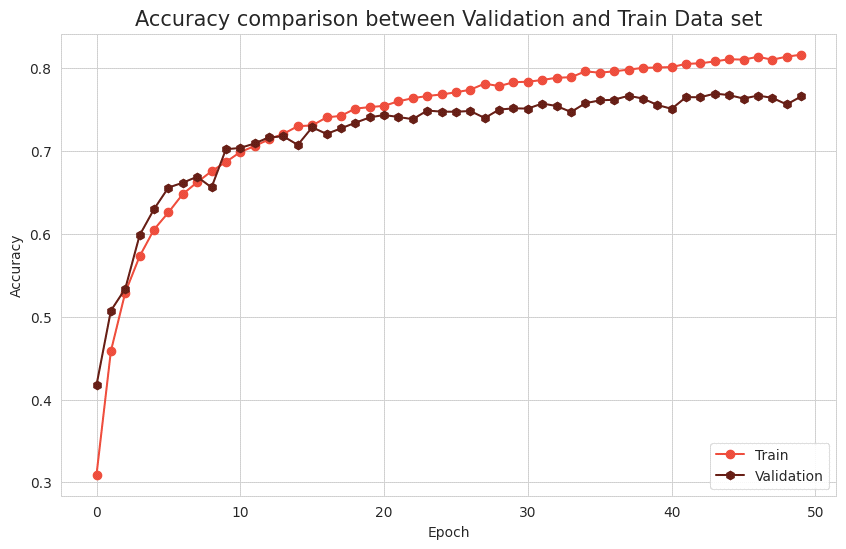 Accuracy comparison between Validation and Train Data set
Accuracy
0.8
0.7
0.6
0.5
0.4
0.3
0 10 20 30 40 50
Epoch
Train
Validation